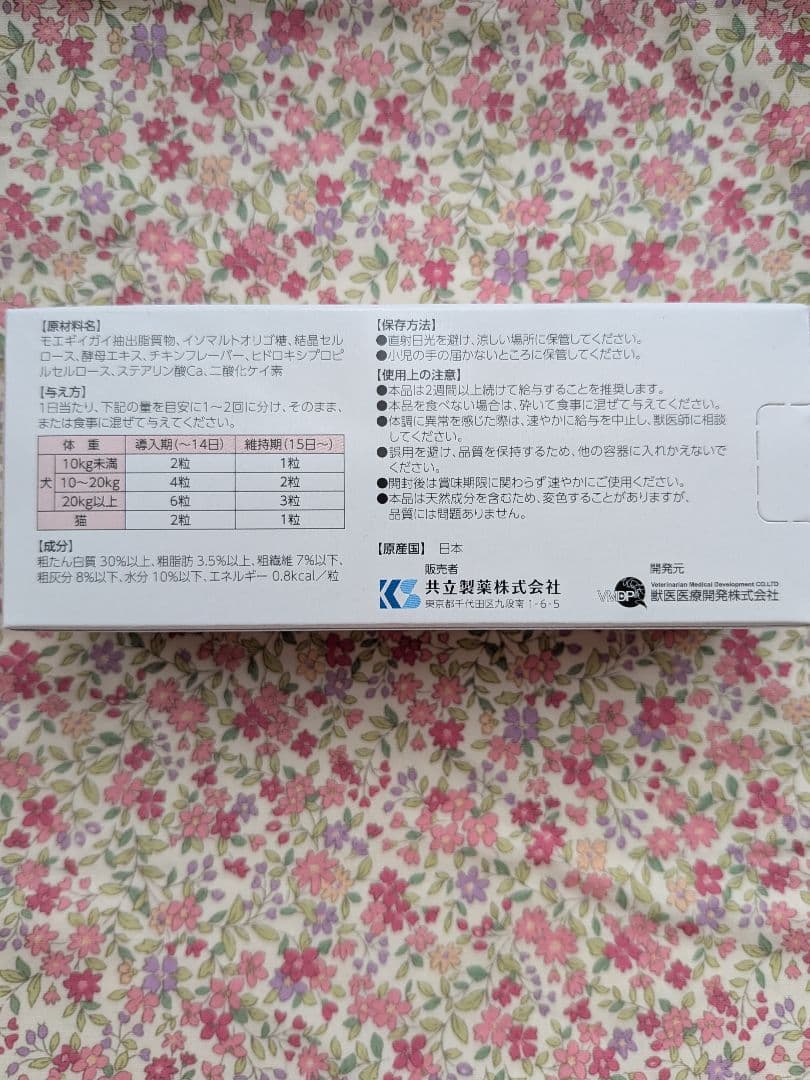 【原材料名】
モエギイガイ抽出脂質物、イソマルトオリゴ糖、結晶セル
ロース、酵母エキス、チキンフレーバー、ヒドロキシプロピ
ルセルロース、ステアリン酸Ca、二酸化ケイ素
【与え方】
1日当たり、下記の量を目安に1～2回に分け、そのまま、
または食事に混ぜて与えてください。
体 重 導入期(～14日) 維持期(15日～)
犬 10kg未満 2粒 1粒
10～20kg 4粒 2粒
20kg以上 6粒 3粒
猫 2粒 1粒
【成分】
粗たん白質 30%以上、粗脂肪 3.5%以上、粗繊維 7%以下、
粗灰分 8%以下、水分 10%以下、エネルギー 0.8kcal／粒
【保存方法】
●直射日光を避け、涼しい場所に保管してください。
●小児の手の届かないところに保管してください。
【使用上の注意】
●本品は2週間以上続けて給与することを推奨します。
●本品を食べない場合は、砕いて食事に混ぜて与えてください。
●体調に異常を感じた際は、速やかに給与を中止し、獣医師に相談
してください。
●誤用を避け、品質を保持するため、他の容器に入れかえないで
ください。
●開封後は賞味期限に関わらず速やかにご使用ください。
●本品は天然成分を含むため、変色することがありますが、
品質には問題ありません。
【原産国】 日本
販売者
KS 共立製薬株式会社
東京都千代田区九段南 1-6-5
開発元
VMDP
Veterinarian Medical Development CO.LTD
獣医医療開発株式会社